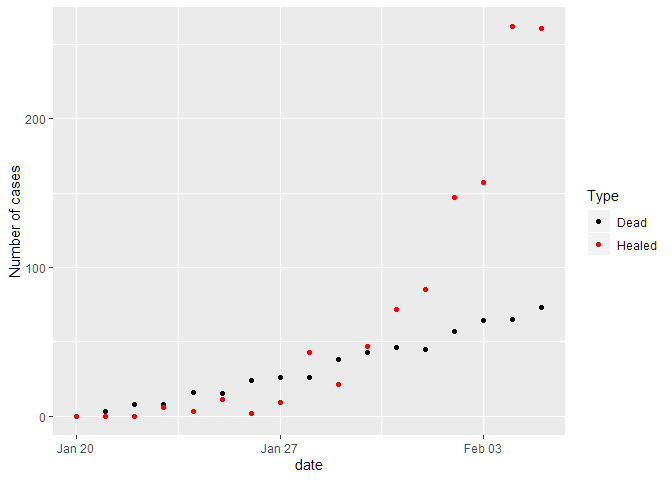 Number of cases
200
100
0
Jan 20
Jan 27
Feb 03
date
Type
Dead
Healed